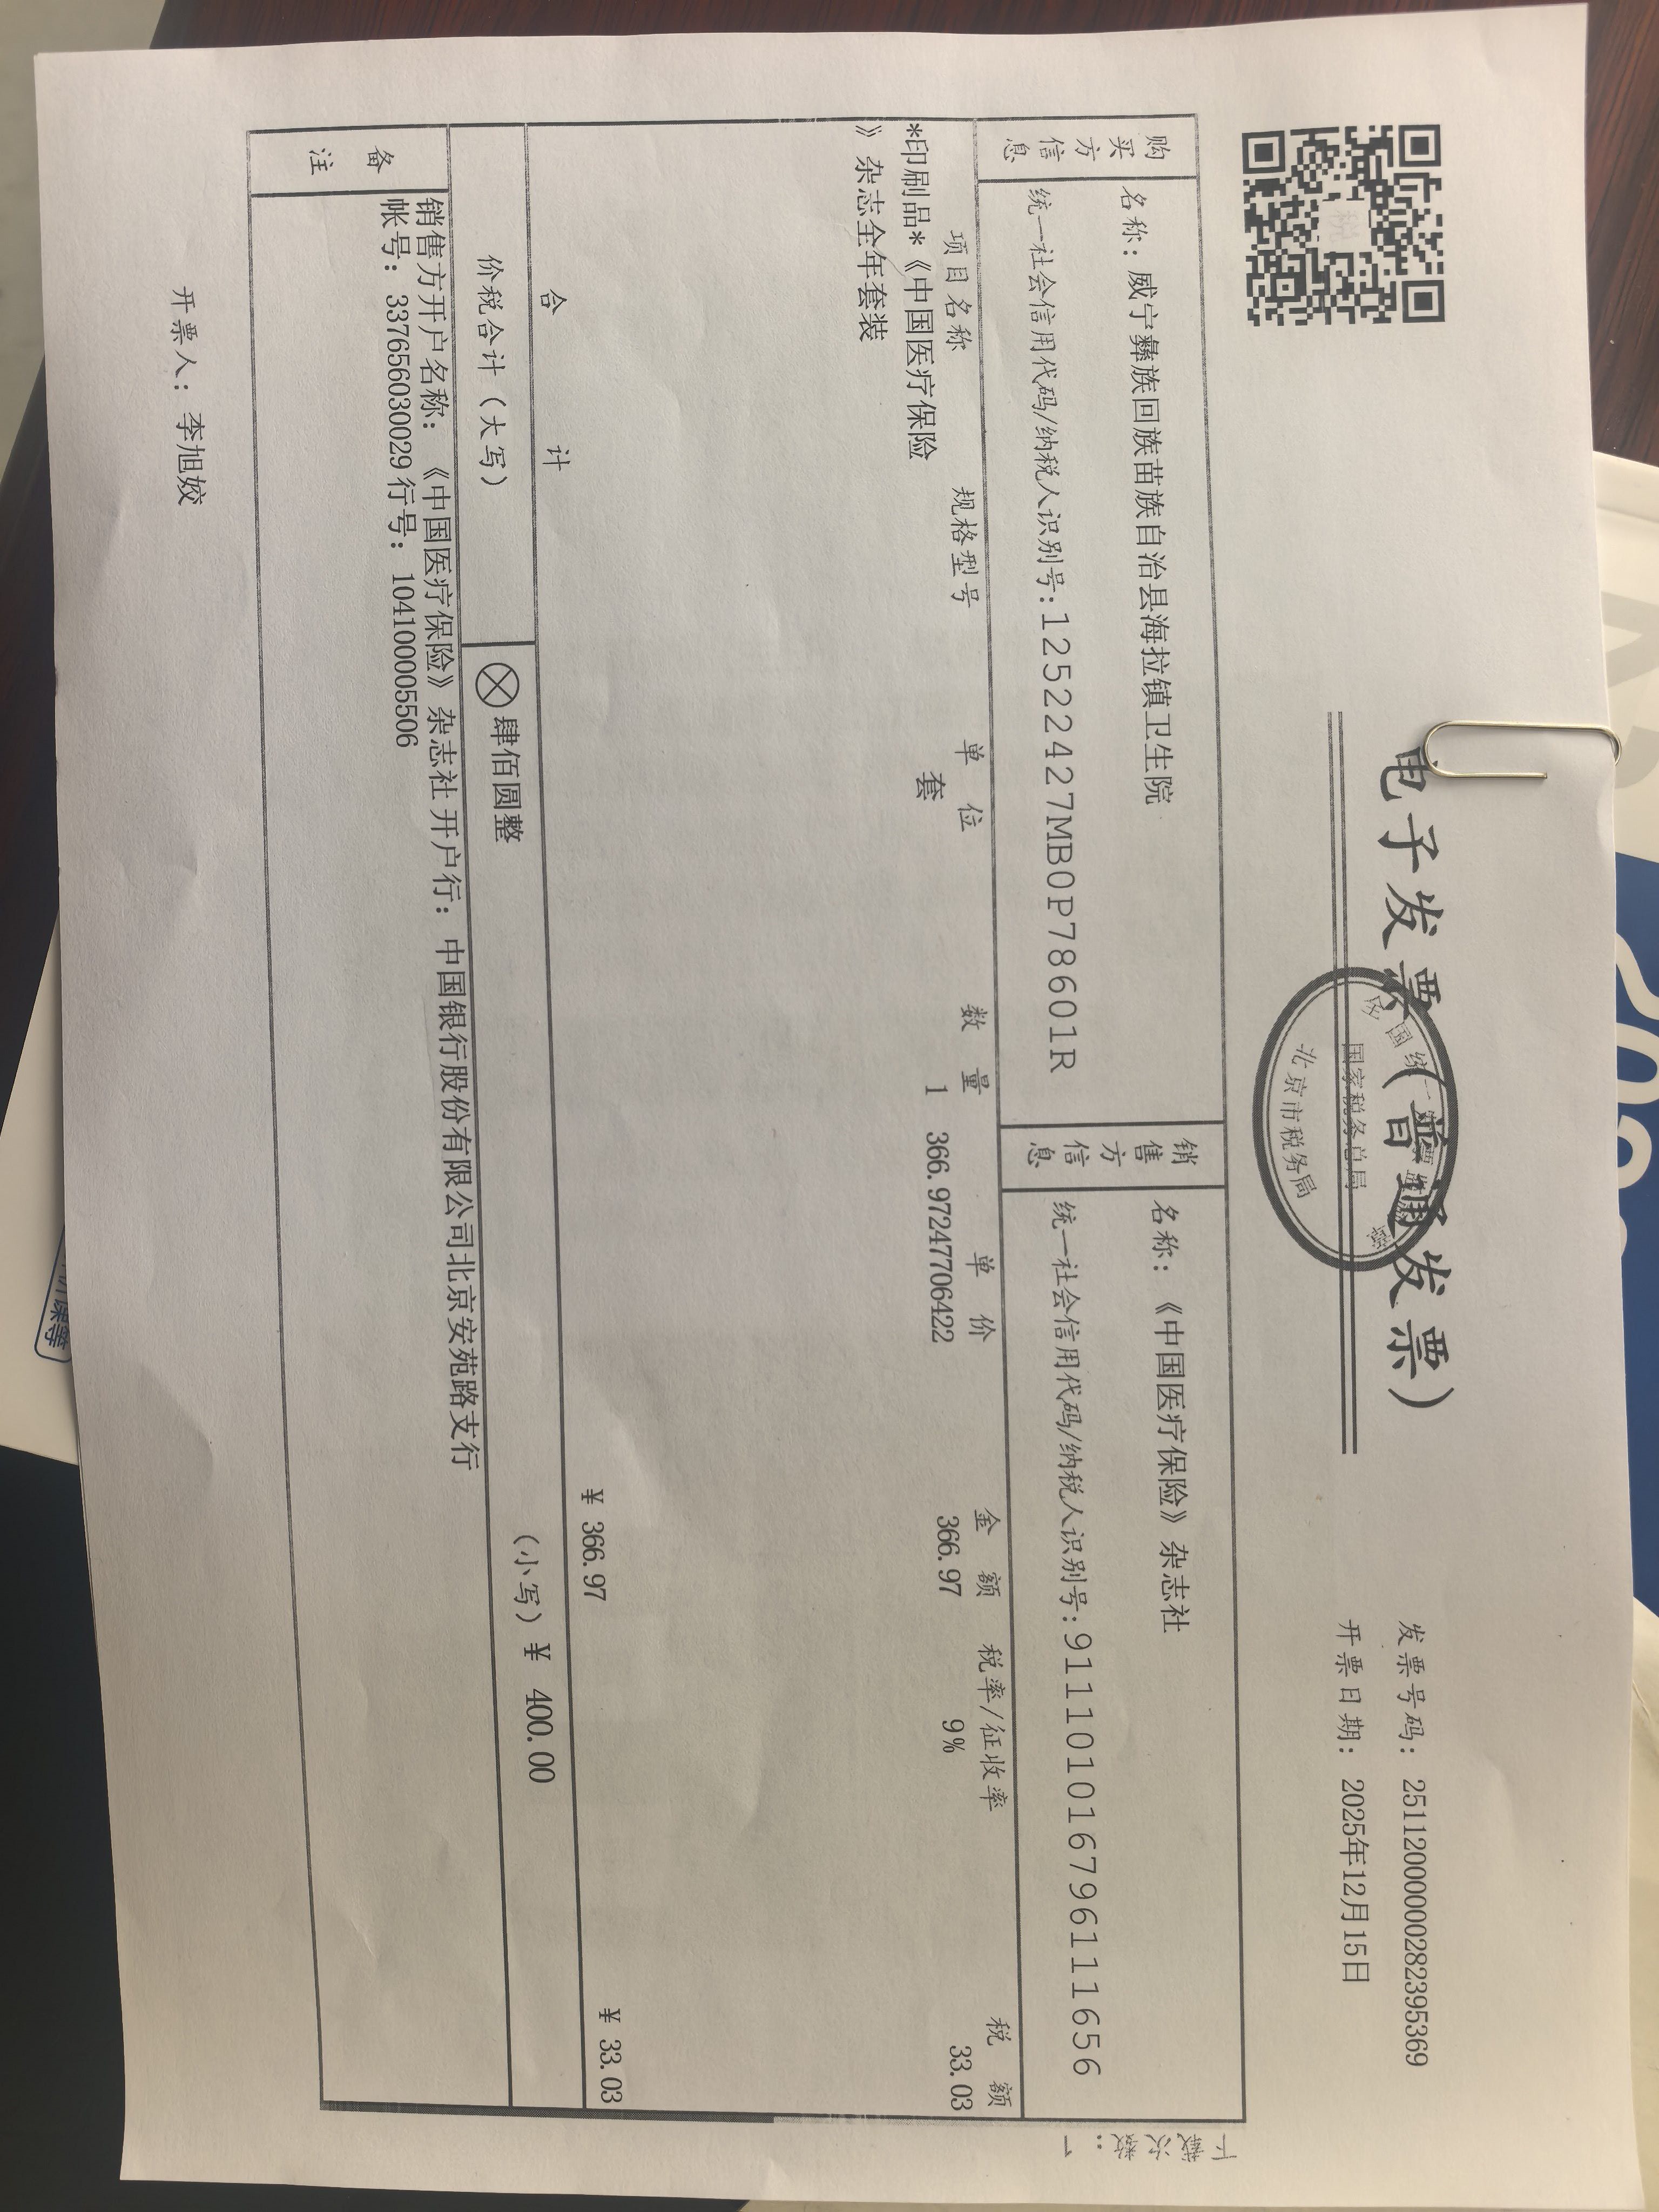 电子发票（普通发票）
全国统一发票监制章
国家税务总局
北京市税务局
发票号码：25112000000282395369
开票日期：2025年12月15日
税
下载次数：1
购买方信息
名称：威宁彝族回族苗族自治县海拉镇卫生院
统一社会信用代码/纳税人识别号：12522427MB0P78601R
销售方信息
名称：《中国医疗保险》杂志社
统一社会信用代码/纳税人识别号：911101016796111656
项目名称 规格型号 单 位 数 量 单 价 金 额 税率/征收率 税 额
*印刷品*《中国医疗保险 套 1 366.97247706422 366.97 9% 33.03
》杂志全年套装
合 计 ¥ 366.97 ¥ 33.03
价税合计（大写） ⊗肆佰圆整 （小写）¥ 400.00
备注
销售方开户名称：《中国医疗保险》杂志社 开户行：中国银行股份有限公司北京安苑路支行
帐号：337656030029 行号：104100005506
开票人：李旭姣